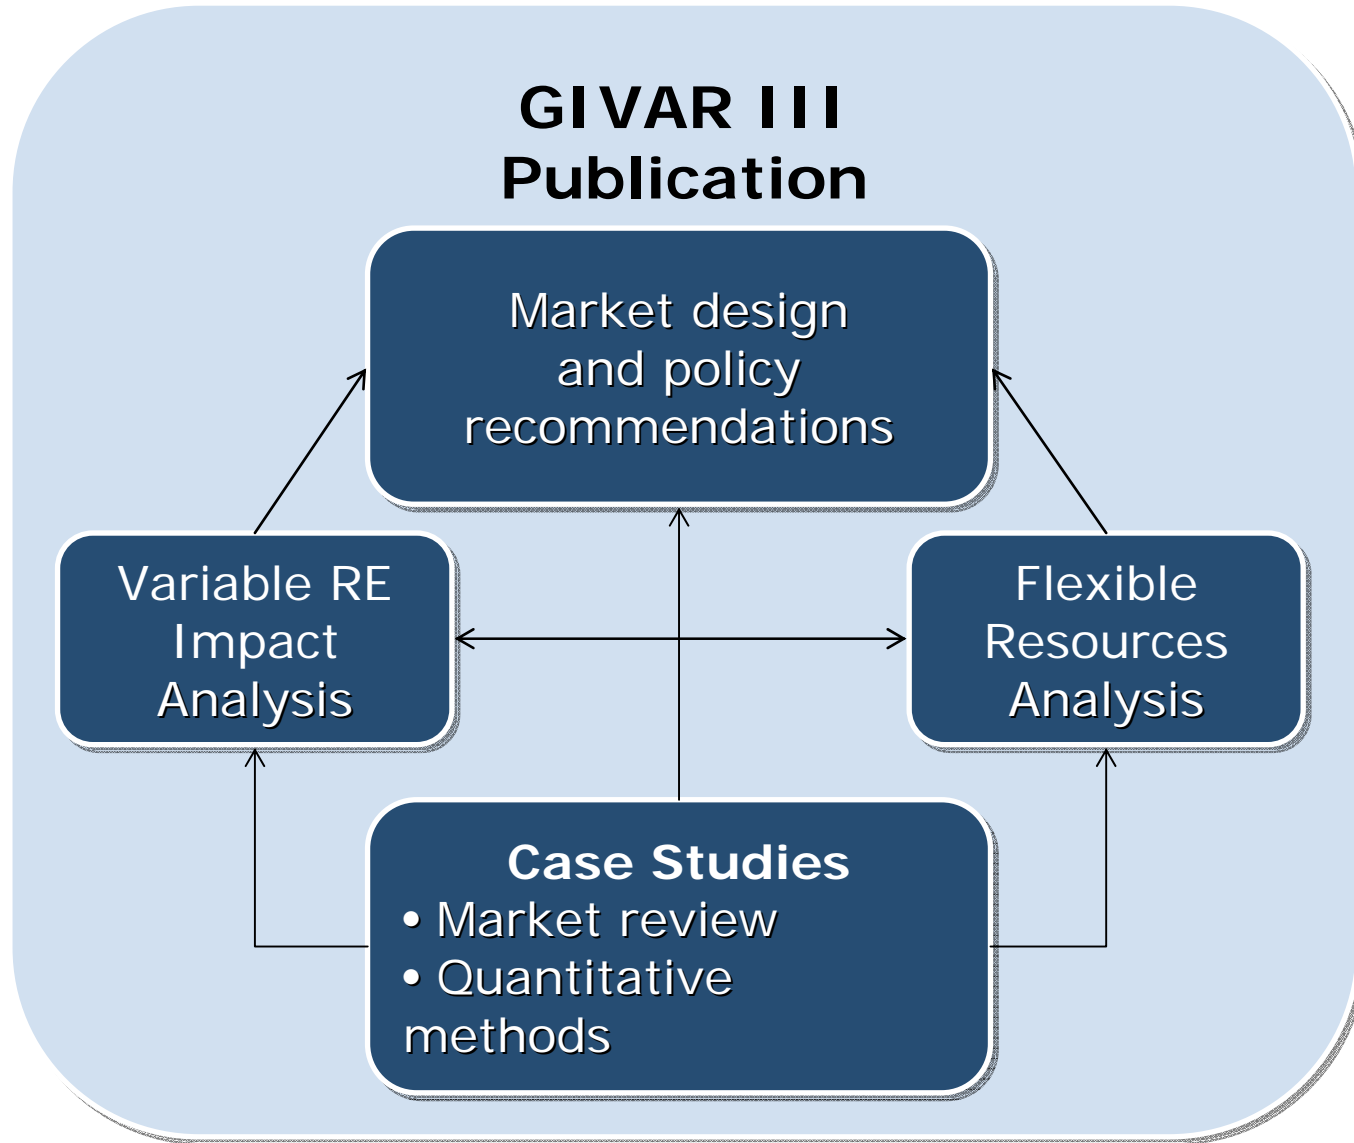 GIVAR III
Publication
Market design
and policy
recommendations
Variable RE
Impact
Analysis
Flexible
Resources
Analysis
Case Studies
• Market review
• Quantitative
methods